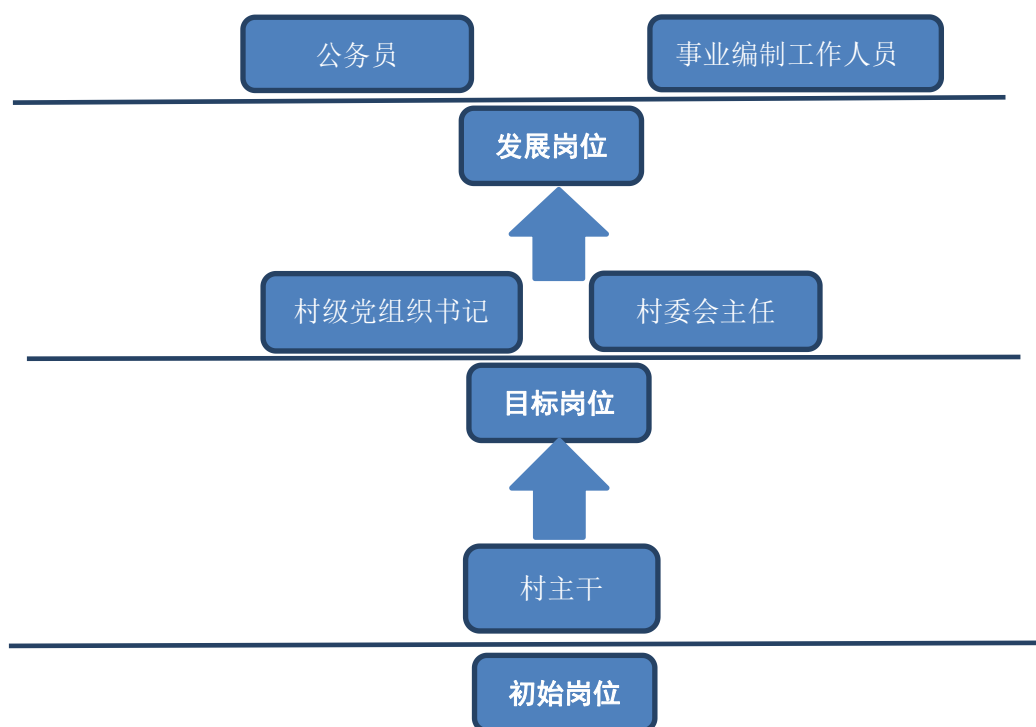 公务员
事业编制工作人员
发展岗位
村级党组织书记
村委会主任
目标岗位
村主干
初始岗位